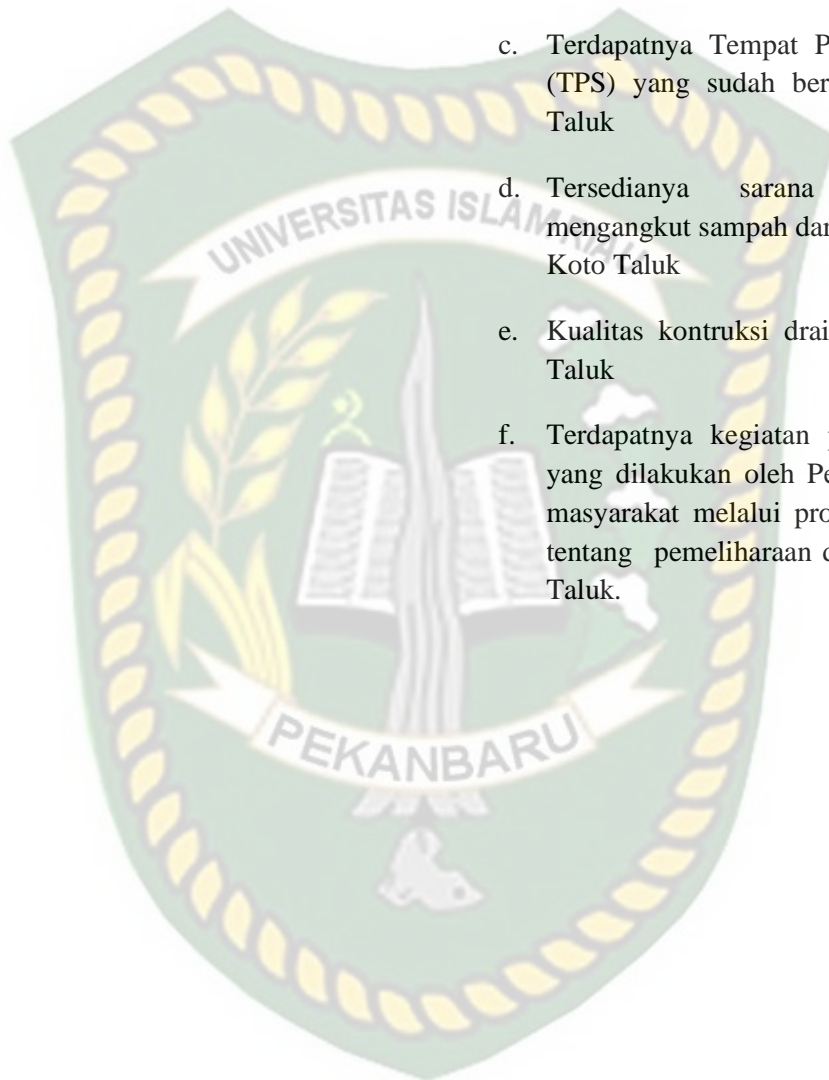 c. Terdapatnya Tempat P
(TPS) yang sudah ber
Taluk
d. Tersedianya sarana
mengangkut sampah dar
Koto Taluk
e. Kualitas kontruksi drai
Taluk
f. Terdapatnya kegiatan p
yang dilakukan oleh Pe
masyarakat melalui pro
tentang pemeliharaan d
Taluk.
UNIVERSITAS ISLAM RIAU
PEKANBARU